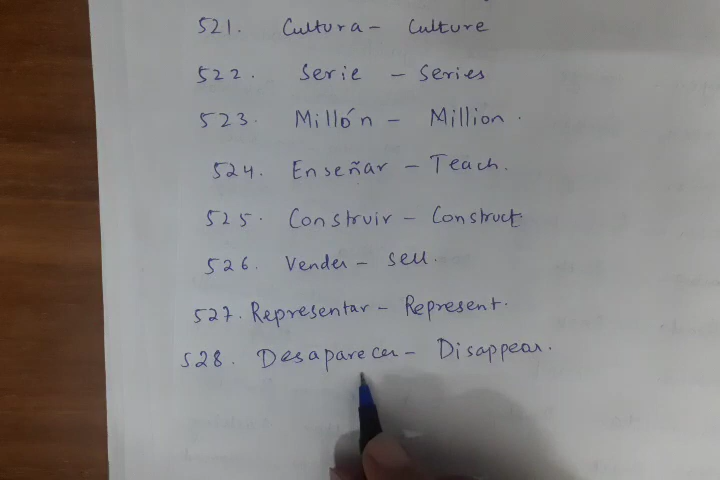 521. Cultura - Culture
522. Serie - Series
523. Millón - Million.
524. Enseñar - Teach.
525. Construir - Construct
526. Vender - Sell.
527. Representar - Represent.
528. Desaparecer - Disappear.